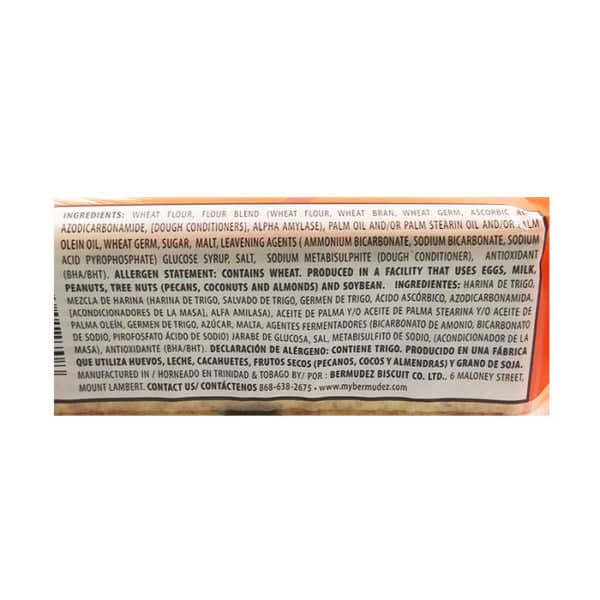 INGREDIENTS: WHEAT FLOUR, FLOUR BLEND (WHEAT FLOUR, WHEAT BRAN, WHEAT GERM, ASCORBIC
AZODICARBONAMIDE, [DOUGH CONDITIONERS], ALPHA AMYLASE), PALM OIL AND/OR PALM STEARIN OIL AND/OR
OLEIN OIL, WHEAT GERM, SUGAR, MALT, LEAVENING AGENTS ( AMMONIUM BICARBONATE, SODIUM BICARBONATE, SODIUM
ACID PYROPHOSPHATE) GLUCOSE SYRUP, SALT, SODIUM METABISULPHITE (DOUGH CONDITIONER), ANTIOXIDANT
(BHA/BHT). ALLERGEN STATEMENT: CONTAINS WHEAT. PRODUCED IN A FACILITY THAT USES EGGS, MILK,
PEANUTS, TREE NUTS (PECANS, COCONUTS AND ALMONDS) AND SOYBEAN. INGREDIENTES: HARINA DE TRIGO,
MEZCLA DE HARINA (HARINA DE TRIGO, SALVADO DE TRIGO, GERMEN DE TRIGO, ÁCIDO ASCÓRBICO, AZODICARBONAMIDA,
[ACONDICIONADORES DE LA MASA], ALFA AMILASA), ACEITE DE PALMA Y/O ACEITE DE PALMA STEARINA Y/O ACEITE DE
PALMA OLEÍN, GERMEN DE TRIGO, AZÚCAR, MALTA, AGENTES FERMENTADORES (BICARBONATO DE AMONIO, BICARBONATO
DE SODIO, PIROFOSFATO ÁCIDO DE SODIO) JARABE DE GLUCOSA, SAL, METABISULFITO DE SODIO, (ACONDICIONADOR DE LA
MASA), ANTIOXIDANTE (BHA/BHT). DECLARACIÓN DE ALÉRGENO: CONTIENE TRIGO. PRODUCIDO EN UNA FÁBRICA
QUE UTILIZA HUEVOS, LECHE, CACAHUETES, FRUTOS SECOS (PECANOS, COCOS Y ALMENDRAS) Y GRANO DE SOJA.
MANUFACTURED IN / HORNEADO EN TRINIDAD & TOBAGO BY/ POR : BERMUDEZ BISCUIT CO. LTD., 6 MALONEY STREET,
MOUNT LAMBERT. CONTACT US/ CONTÁCTENOS 868-638-2675 • www.mybermudez.com